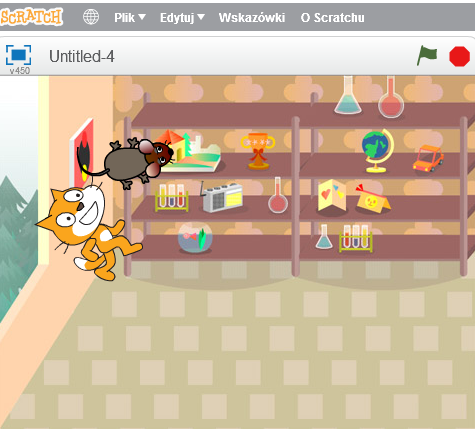 SCRATCH Plik Edytuj Wskazówki O Scratchu
Untitled-4
v450